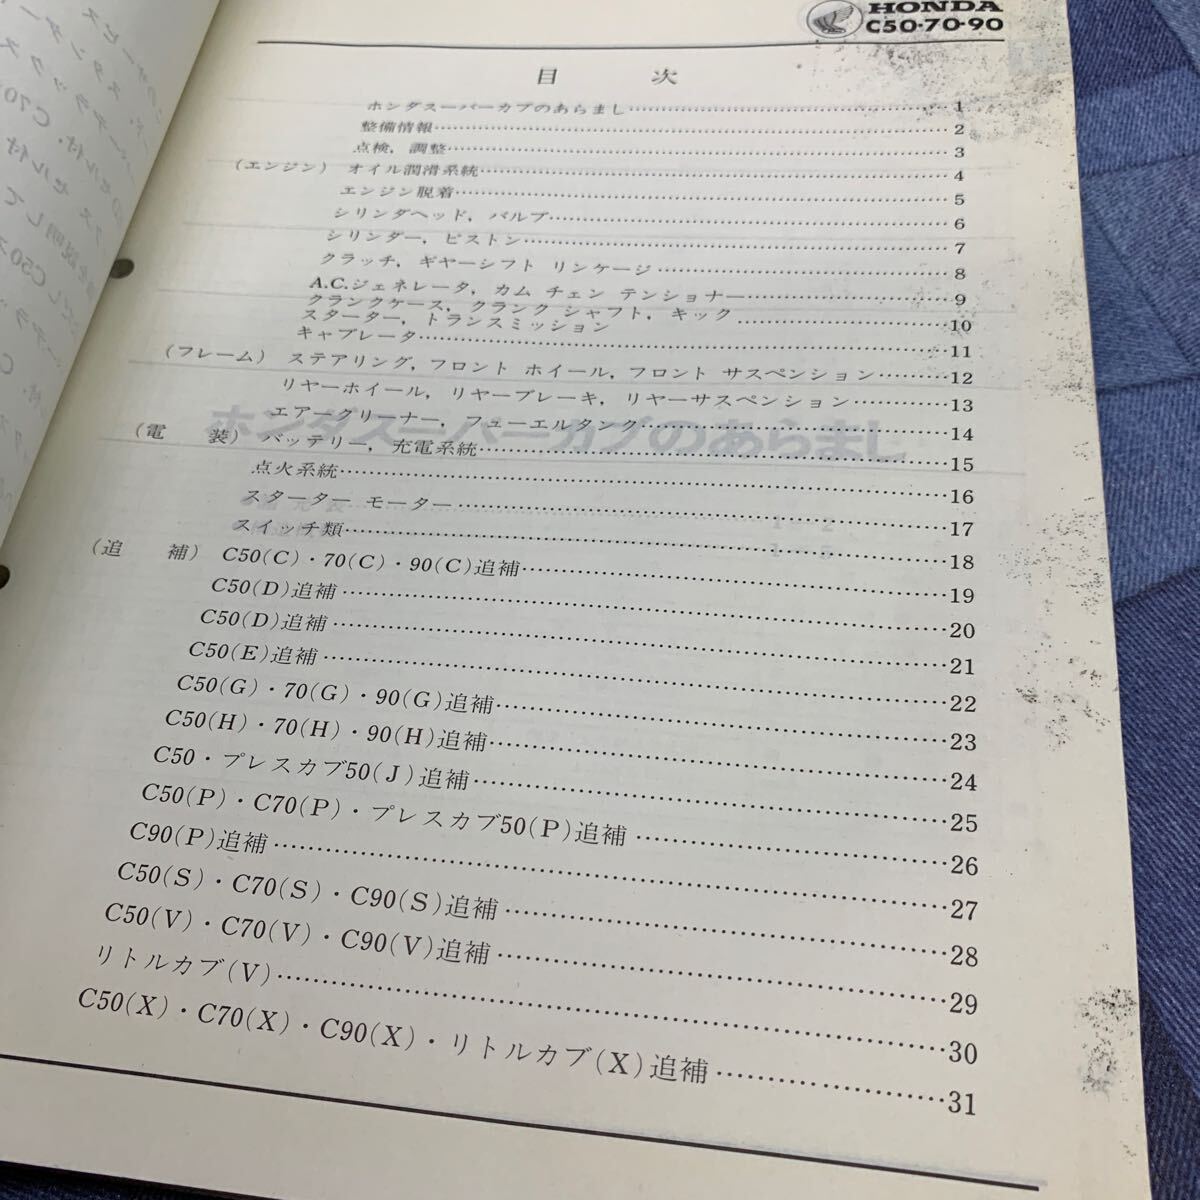 HONDA
C50·70·90
目 次
ホンダスーパーカブのあらまし 1
整備情報 2
点検，調整 3
（エンジン） オイル潤滑系統 4
エンジン脱着 5
シリンダヘッド，バルブ 6
シリンダー，ピストン 7
クラッチ，ギヤーシフト リンケージ 8
A.C.ジェネレータ，カム チェン テンショナー 9
クランクケース，クランク シャフト，キック
スターター，トランスミッション 10
キャブレータ 11
（フレーム） ステアリング，フロント ホイール，フロント サスペンション 12
リヤーホイール，リヤーブレーキ，リヤーサスペンション 13
エアークリーナー，フューエルタンク 14
（電 装） バッテリー，充電系統 15
点火系統 16
スターター モーター 17
スイッチ類 18
（追 補） C50(C)・70(C)・90(C)追補 19
C50(D)追補 20
C50(D)追補 21
C50(E)追補 22
C50(G)・70(G)・90(G)追補 23
C50(H)・70(H)・90(H)追補 24
C50・プレスカブ50(J)追補 25
C50(P)・C70(P)・プレスカブ50(P)追補 26
C90(P)追補 27
C50(S)・C70(S)・C90(S)追補 28
C50(V)・C70(V)・C90(V)追補 29
リトルカブ(V) 30
C50(X)・C70(X)・C90(X)・リトルカブ(X)追補 31